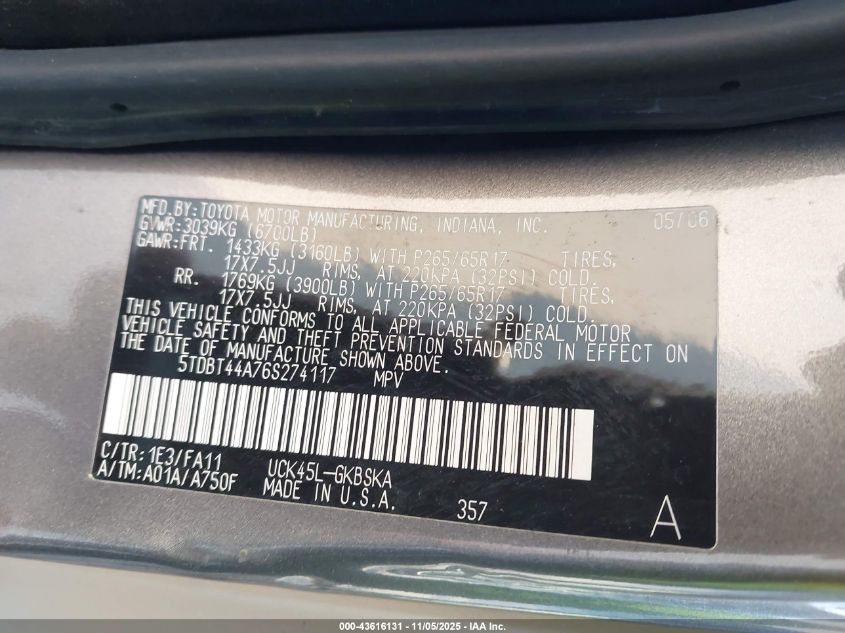 MFD.BY:TOYOTA MOTOR MANUFACTURING, INDIANA, INC. 05/06
GVWR:3039KG (6700LB)
GAWR:FRT. 1433KG (3160LB) WITH P265/65R17 TIRES,
17X7.5JJ RIMS, AT 220KPA (32PSI) COLD.
RR. 1769KG (3900LB) WITH P265/65R17 TIRES,
17X7.5JJ RIMS, AT 220KPA (32PSI) COLD.
THIS VEHICLE CONFORMS TO ALL APPLICABLE FEDERAL MOTOR
VEHICLE SAFETY AND THEFT PREVENTION STANDARDS IN EFFECT ON
THE DATE OF MANUFACTURE SHOWN ABOVE.
5TDBT44A76S274117 MPV
C/TR:1E3/FA11 UCK45L-GKBSKA
A/TM:A01A/A750F MADE IN U.S.A. 357 A
000-43616131 - 11/05/2025 - IAA Inc.